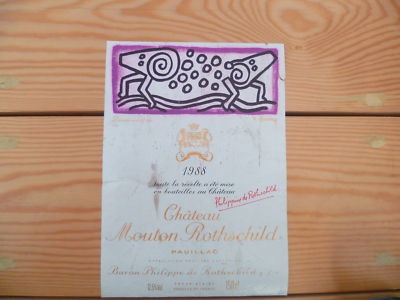 1988
toute la récolte a été mise
en bouteilles au Château
Philippine de Rothschild
Château
Mouton Rothschild
PAUILLAC
Baron Philippe de Rothschild s.a.
PROPRIÉTAIRE